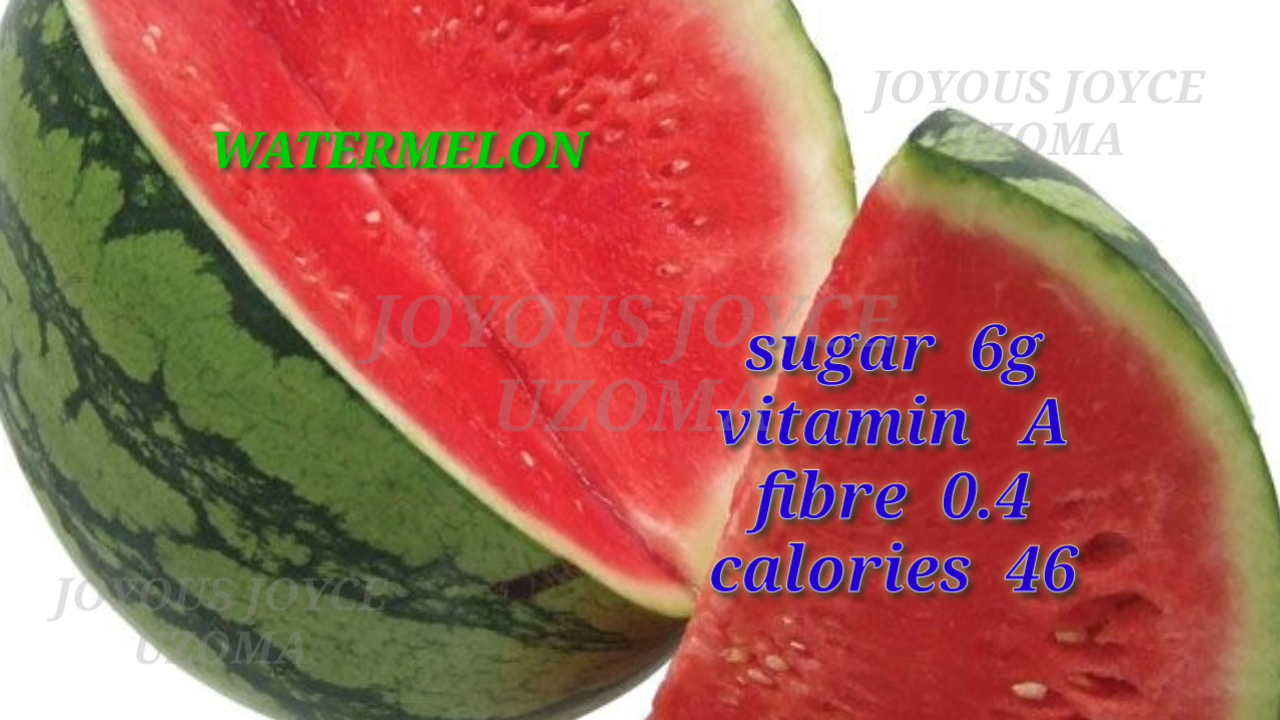 JOYOUS JOYCE
UZOMA
WATERMELON
JOYOUS JOYCE
UZOMA
sugar 6g
vitamin A
fibre 0.4
calories 46
JOYOUS JOYCE
UZOMA